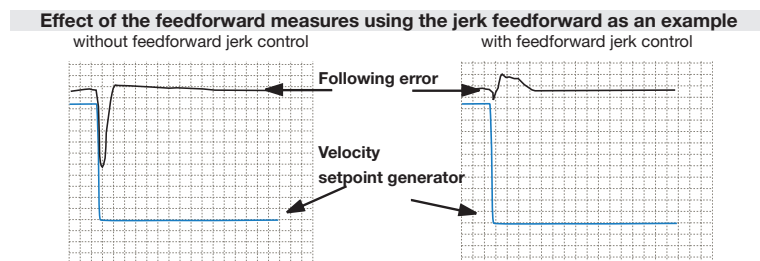 Effect of the feedforward measures using the jerk feedforward as an example
without feedforward jerk control
with feedforward jerk control
Following error
Velocity
setpoint generator